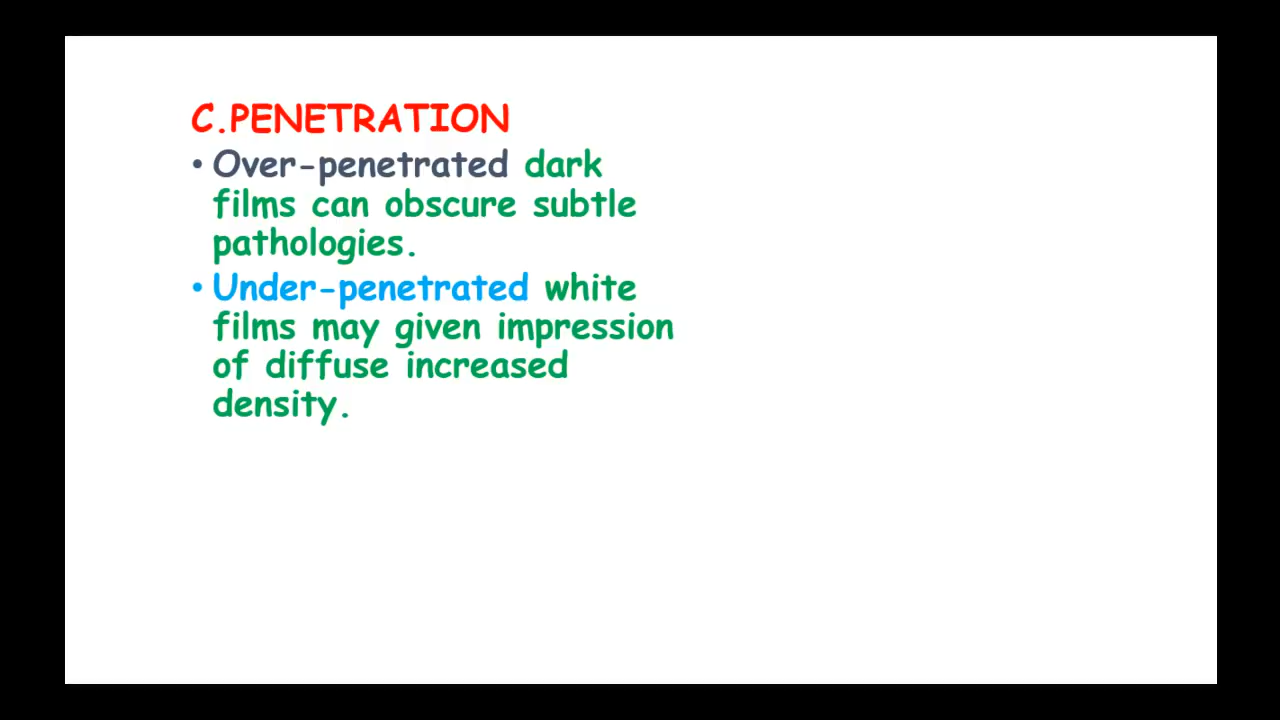 C.PENETRATION
• Over-penetrated dark
films can obscure subtle
pathologies.
• Under-penetrated white
films may given impression
of diffuse increased
density.